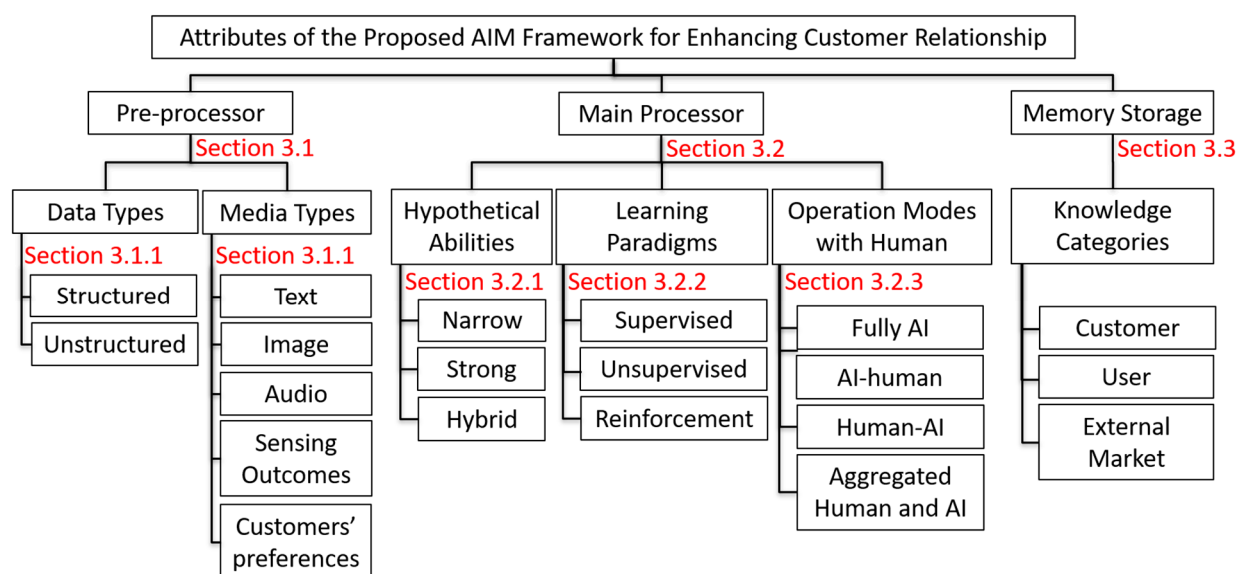 Attributes of the Proposed AIM Framework for Enhancing Customer Relationship
Pre-processor
Main Processor
Memory Storage
Section 3.1
Section 3.2
Section 3.3
Data Types
Section 3.1.1
Structured
Unstructured
Media Types
Section 3.1.1
Text
Image
Audio
Sensing
Outcomes
Customers’
preferences
Hypothetical
Abilities
Section 3.2.1
Narrow
Strong
Hybrid
Learning
Paradigms
Section 3.2.2
Supervised
Unsupervised
Reinforcement
Operation Modes
with Human
Section 3.2.3
Fully AI
AI-human
Human-AI
Aggregated
Human and AI
Knowledge
Categories
Customer
User
External
Market